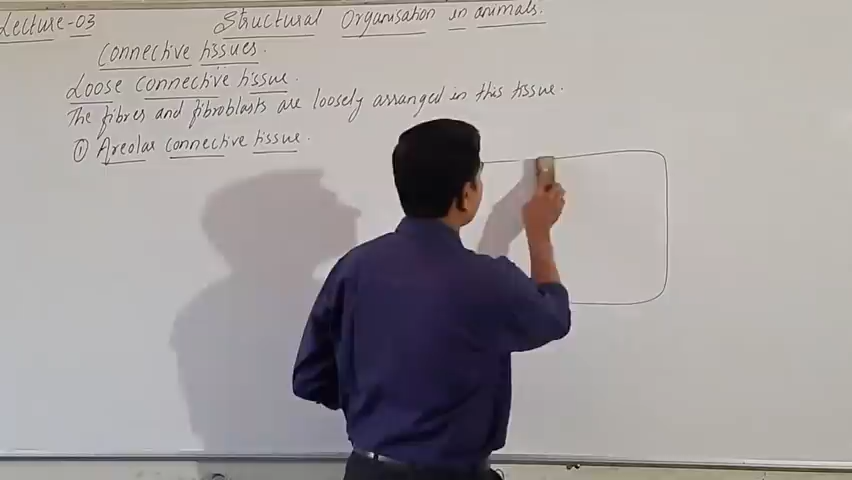 Lecture-03
Structural Organisation in animals.
Connective tissues.
Loose connective tissue.
The fibres and fibroblasts are loosely arranged in this tissue.
① Areolar connective tissue.